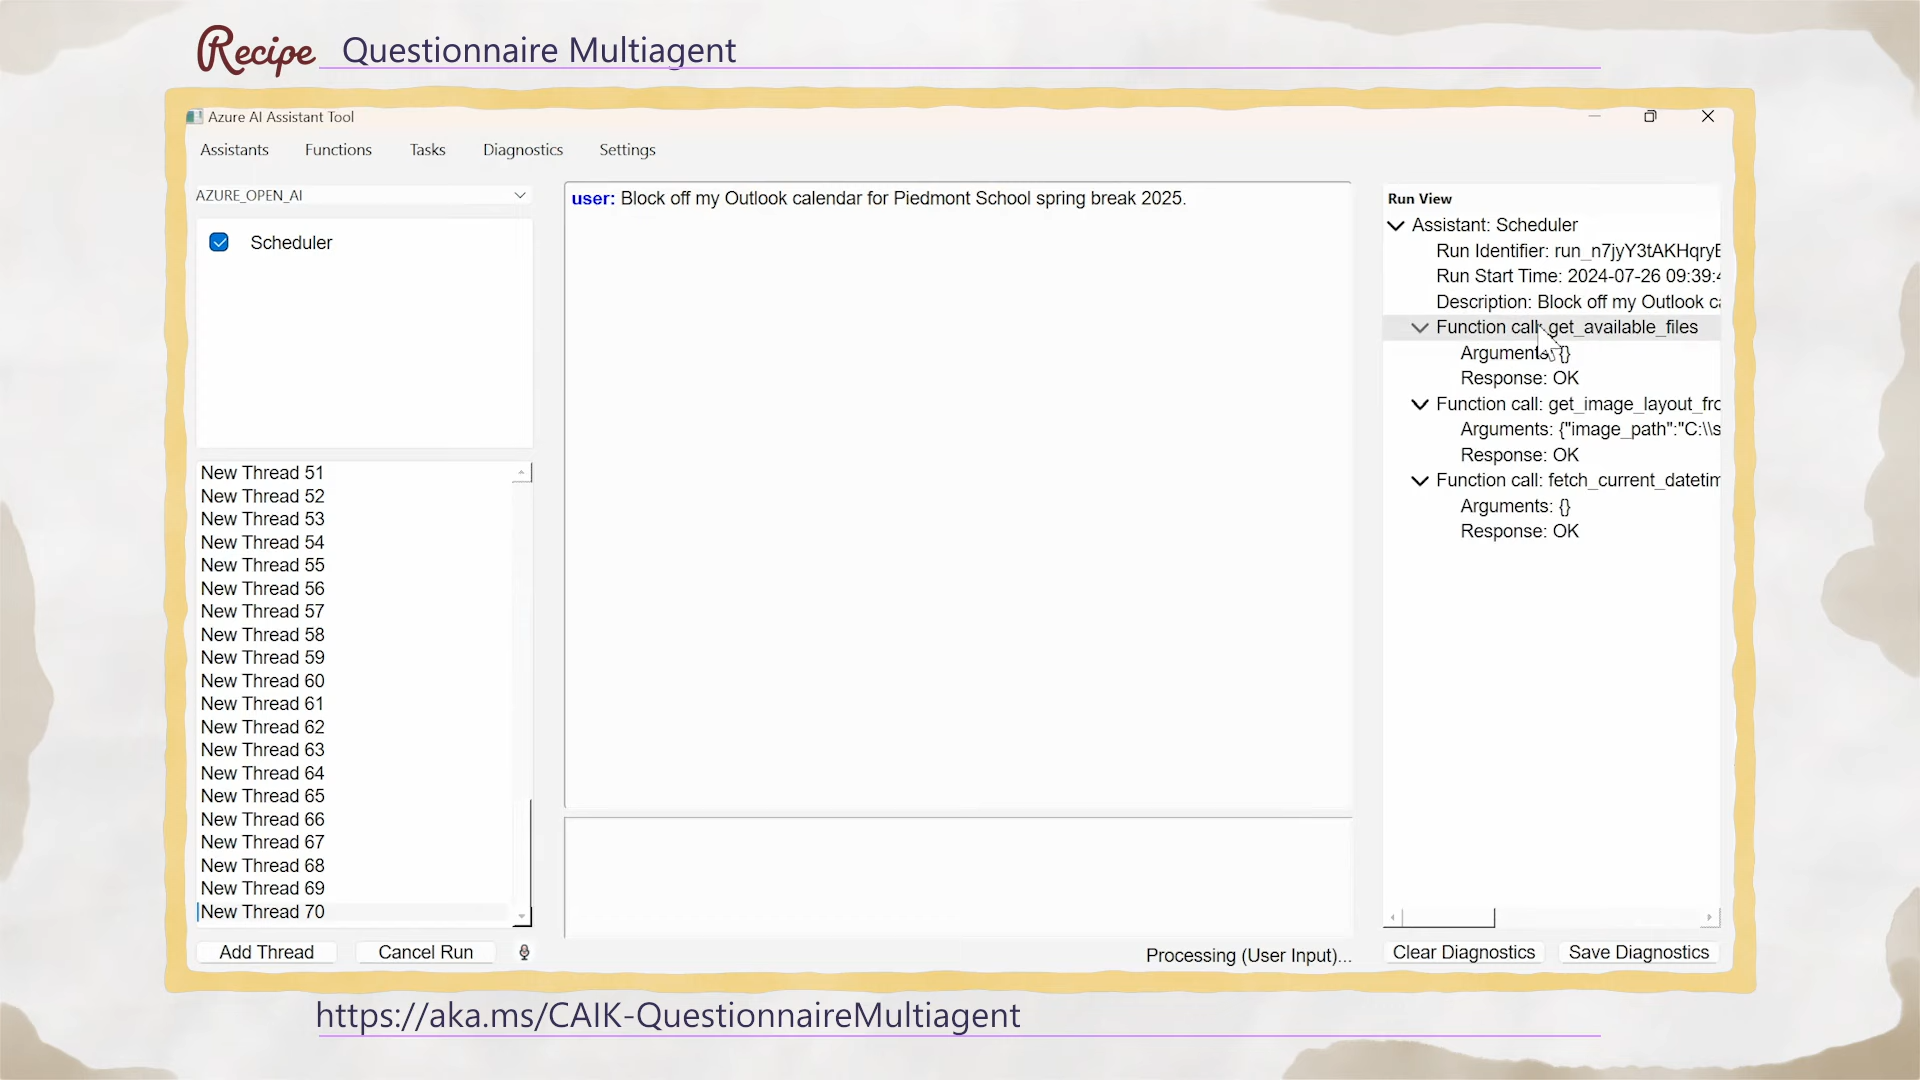 Recipe Questionnaire Multiagent
Azure AI Assistant Tool
Assistants Functions Tasks Diagnostics Settings
AZURE_OPEN_AI
Scheduler
New Thread 51
New Thread 52
New Thread 53
New Thread 54
New Thread 55
New Thread 56
New Thread 57
New Thread 58
New Thread 59
New Thread 60
New Thread 61
New Thread 62
New Thread 63
New Thread 64
New Thread 65
New Thread 66
New Thread 67
New Thread 68
New Thread 69
New Thread 70
Add Thread Cancel Run
user: Block off my Outlook calendar for Piedmont School spring break 2025.
Processing (User Input)...
Run View
Assistant: Scheduler
Run Identifier: run_n7jyY3tAKHqryE
Run Start Time: 2024-07-26 09:39:4
Description: Block off my Outlook ca
Function call: get_available_files
Arguments: {}
Response: OK
Function call: get_image_layout_fro
Arguments: {"image_path":"C:\\s
Response: OK
Function call: fetch_current_datetim
Arguments: {}
Response: OK
Clear Diagnostics Save Diagnostics
https://aka.ms/CAIK-QuestionnaireMultiagent